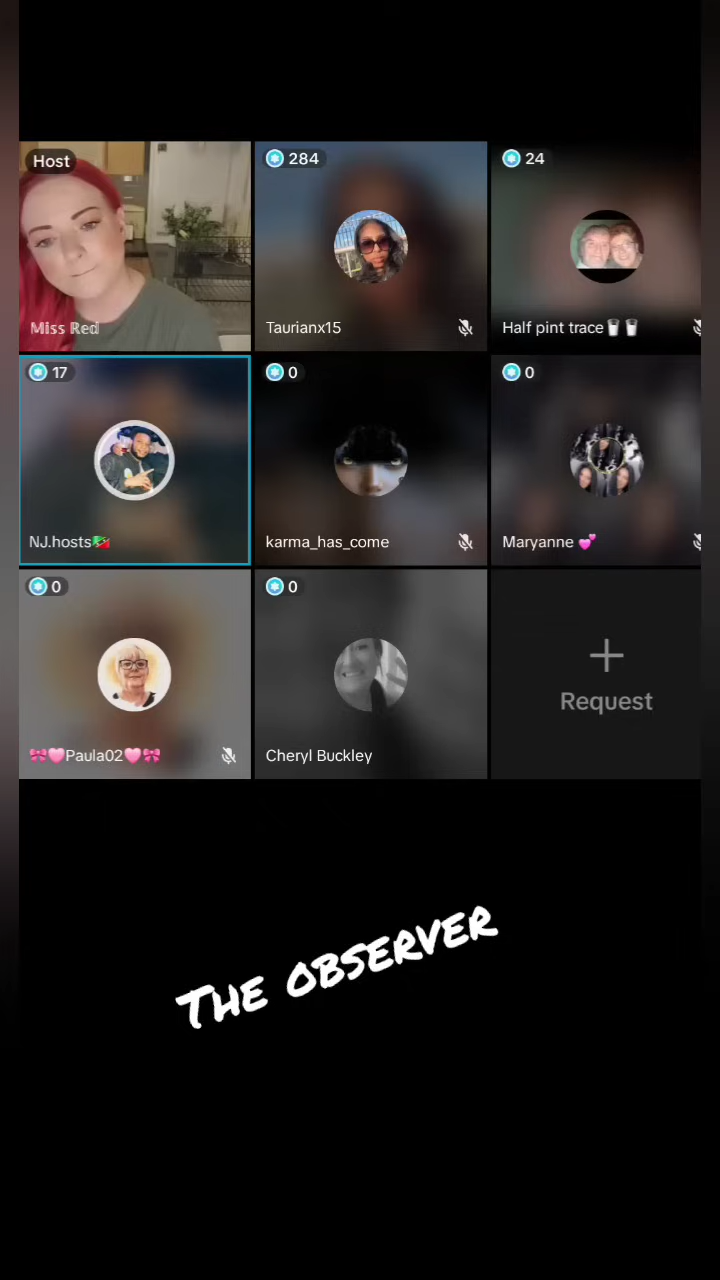 Host
284
24
Miss Red
Taurianx15
Half pint trace🥛🥛
17
0
0
NJ.hosts🇰🇳
karma_has_come
Maryanne 💕
0
0
Request
🎀🩷Paula02🩷🎀
Cheryl Buckley
THE OBSERVER